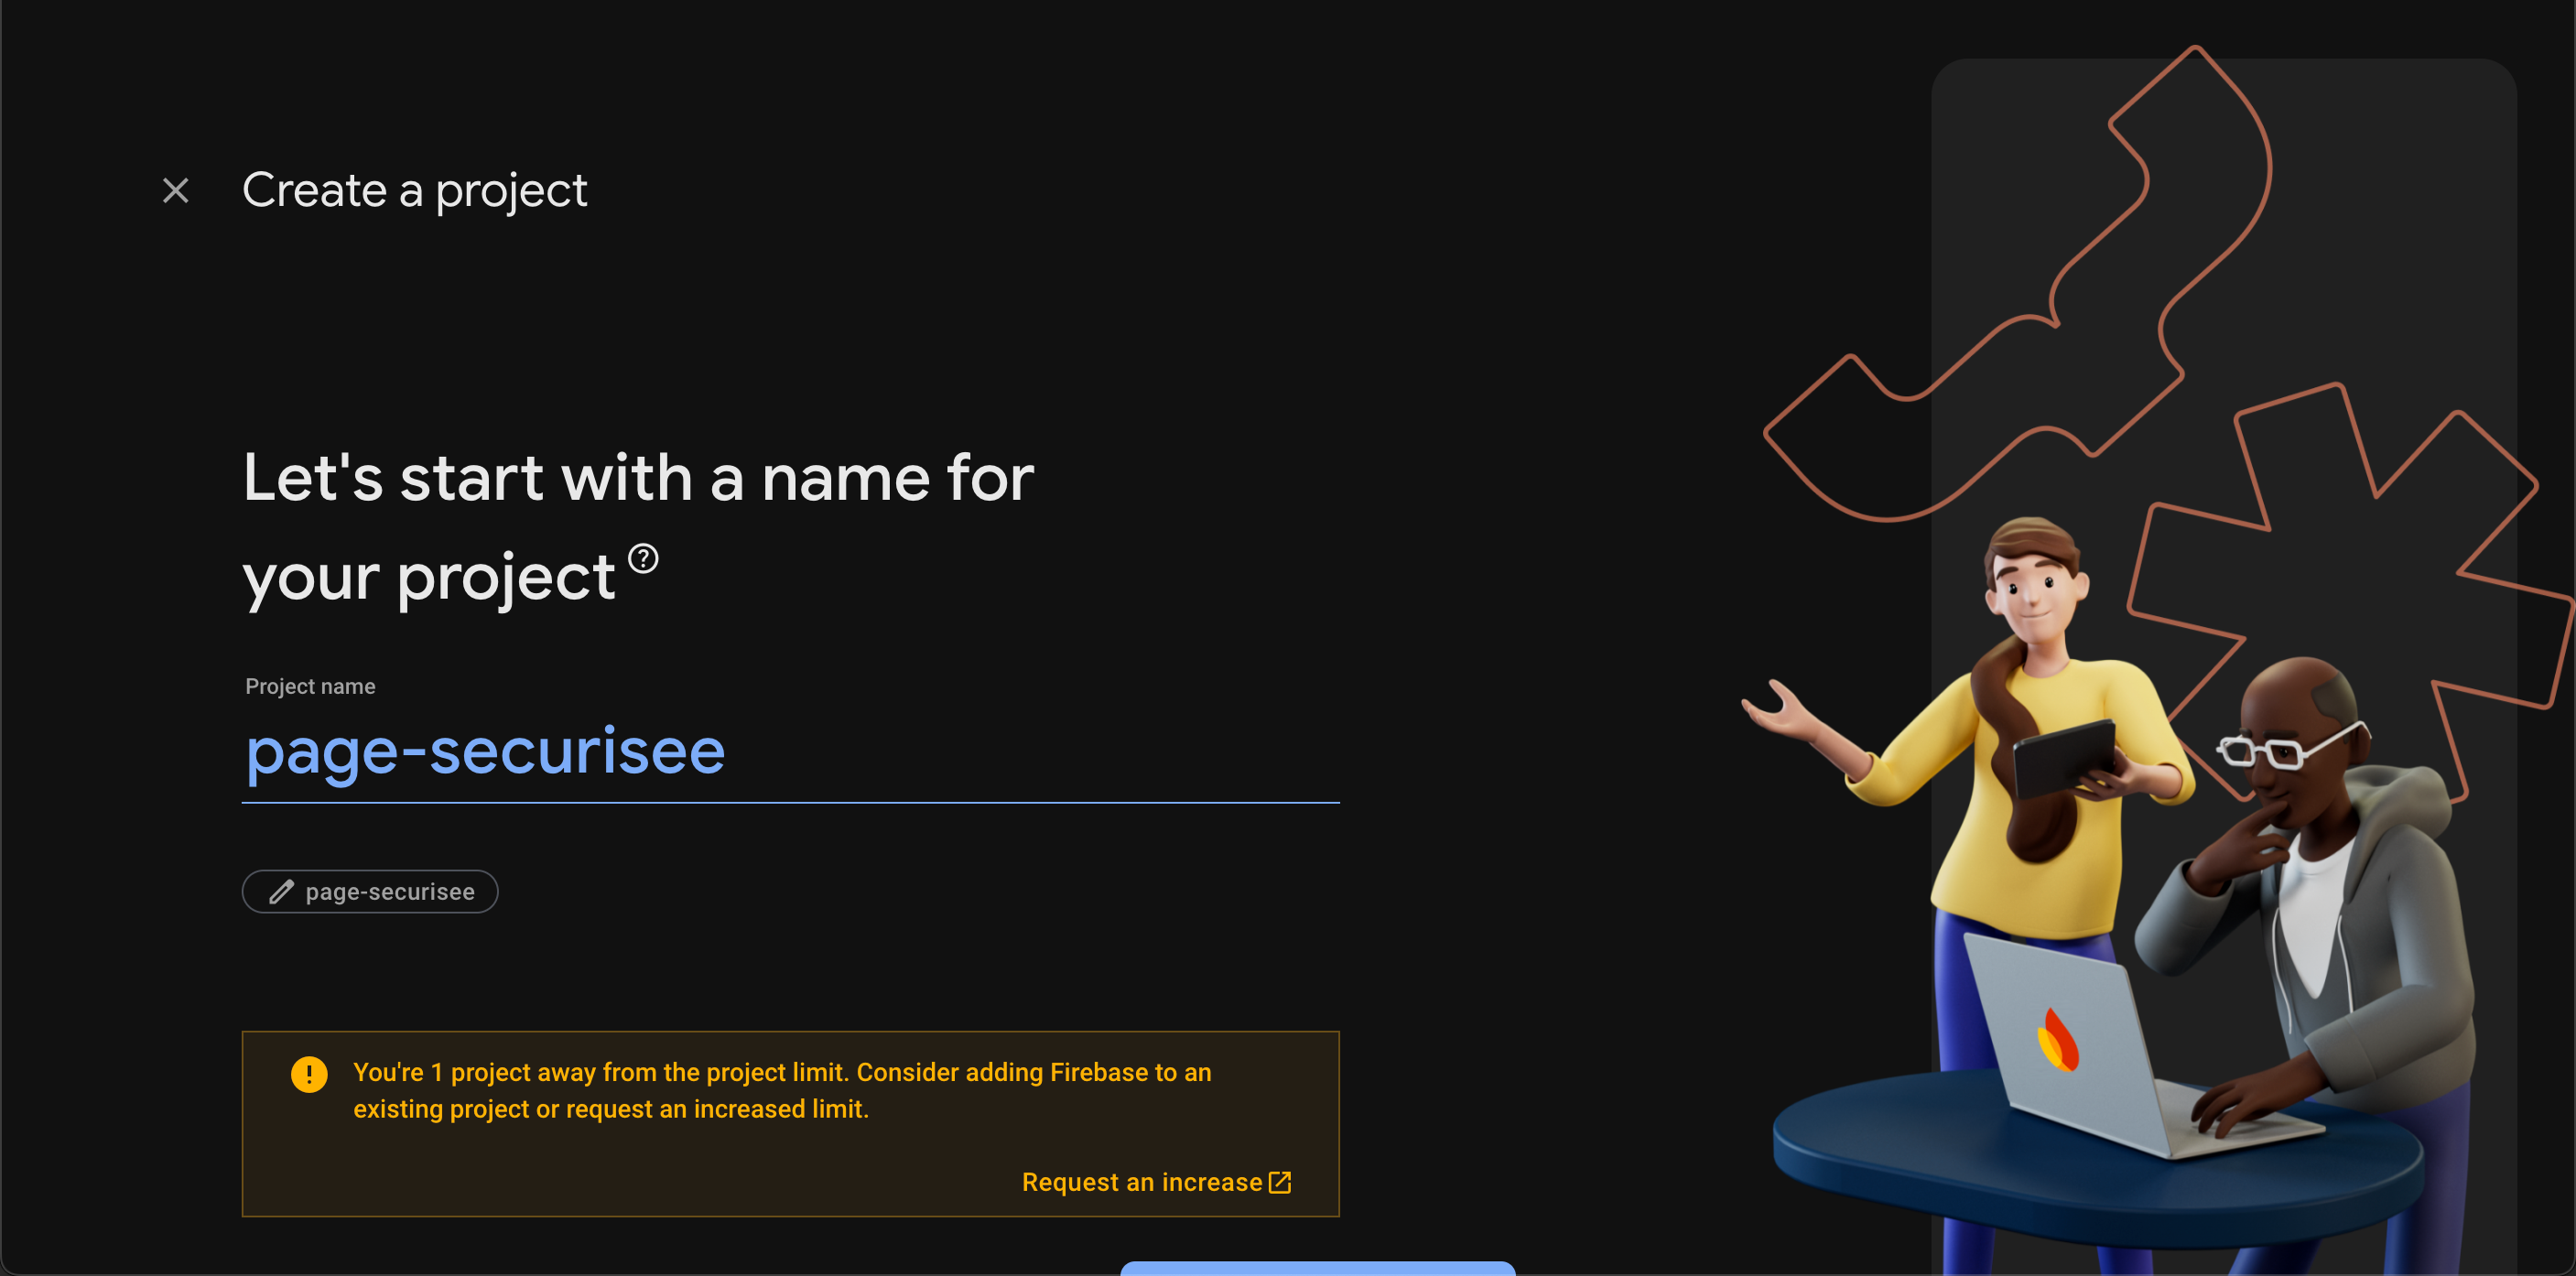 Create a project
Let's start with a name for
your project
Project name
page-securisee
page-securisee
You're 1 project away from the project limit. Consider adding Firebase to an
existing project or request an increased limit.
Request an increase